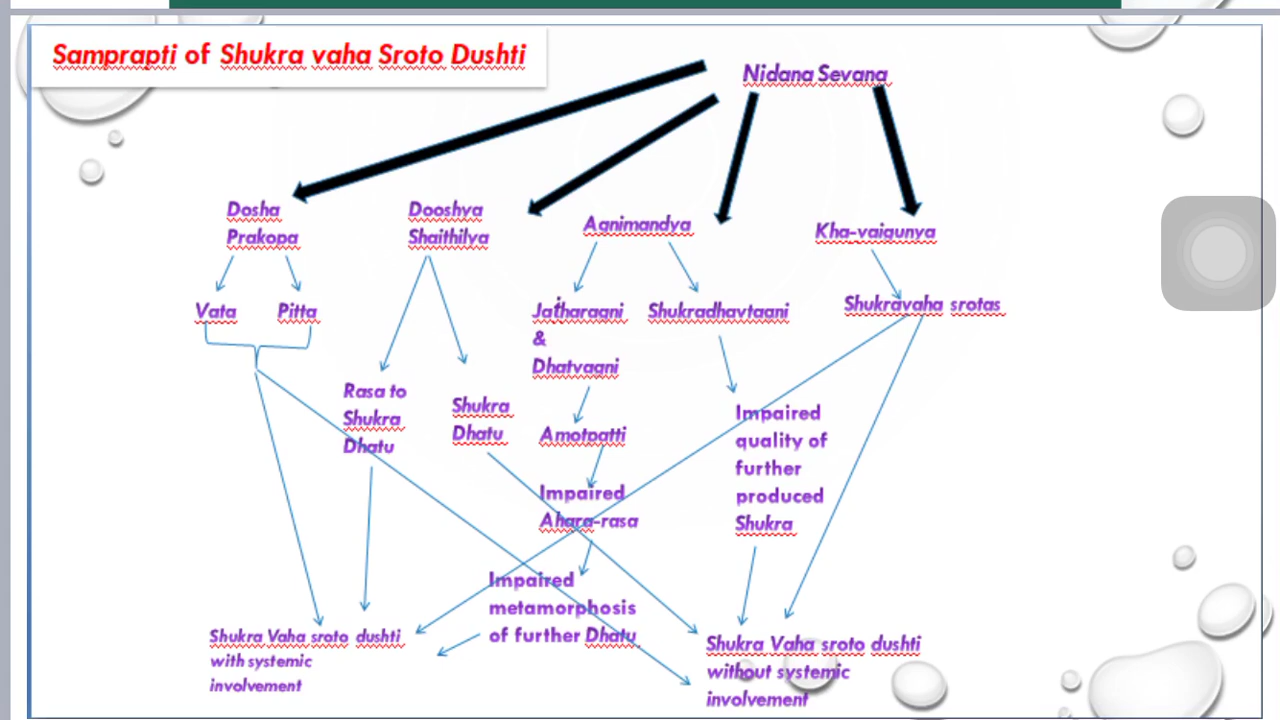 Samprapti of Shukra vaha Sroto Dushti
Nidana Sevana
Dosha
Prakopa
Dooshya
Shaithilya
Agnimandya
Kha-vaigunya
Vata
Pitta
Jatharagni
&
Dhatvagni
Shukradhavtaani
Shukravaha srotas
Rasa to
Shukra
Dhatu
Shukra
Dhatu
Amotpatti
Impaired
Ahara-rasa
Impaired
quality of
further
produced
Shukra
Impaired
metamorphosis
of further Dhatu
Shukra Vaha sroto dushti
with systemic
involvement
Shukra Vaha sroto dushti
without systemic
involvement